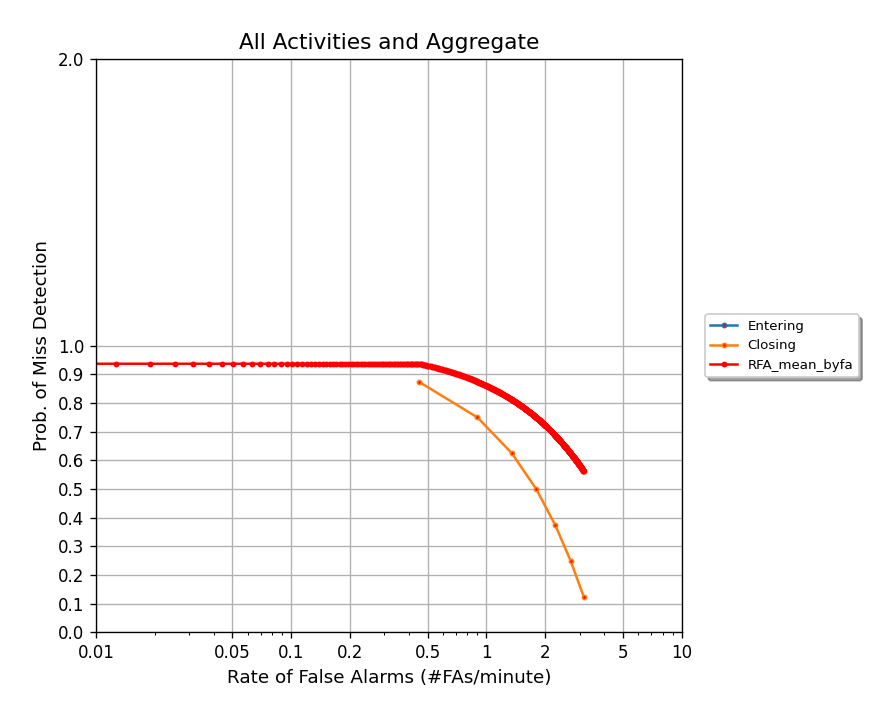 All Activities and Aggregate
2.0
1.0
0.9
0.8
0.7
0.6
0.5
0.4
0.3
0.2
0.1
0.0
Prob. of Miss Detection
0.01 0.05 0.1 0.2 0.5 1 2 5 10
Rate of False Alarms (#FAs/minute)
Entering
Closing
RFA_mean_byfa